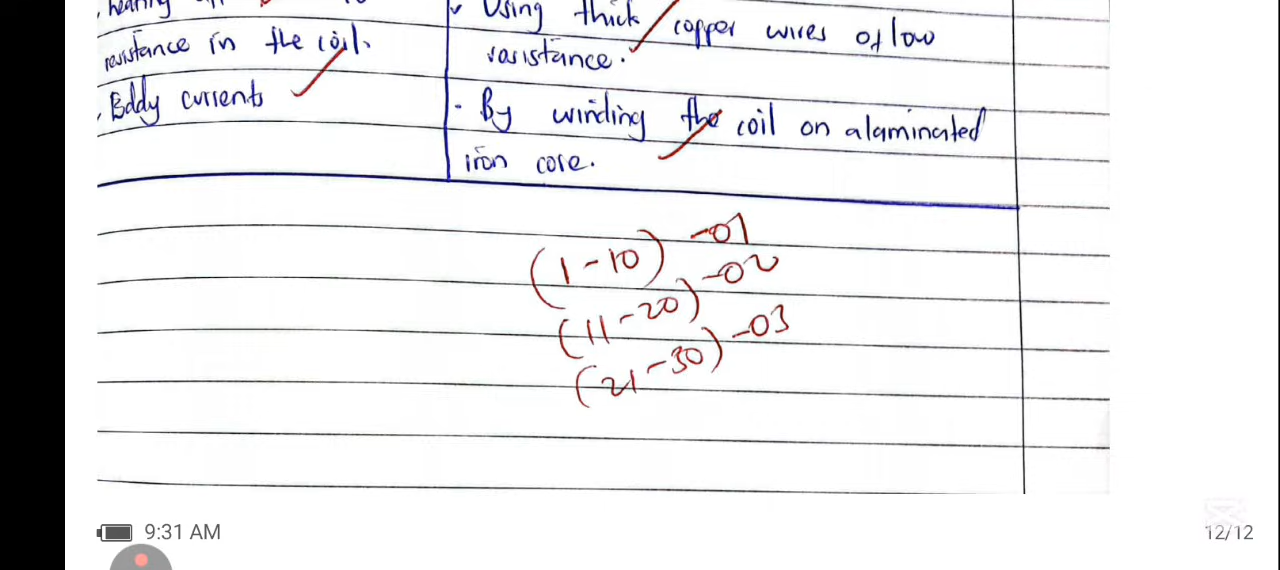 resistance in the coil.
. Eddy currents
Using thick copper wires of low
rasistance.
- By winding the coil on a laminated
iron core.
(1-10) -01
(11-20) -02
(21-30) -03
9:31 AM
12/12